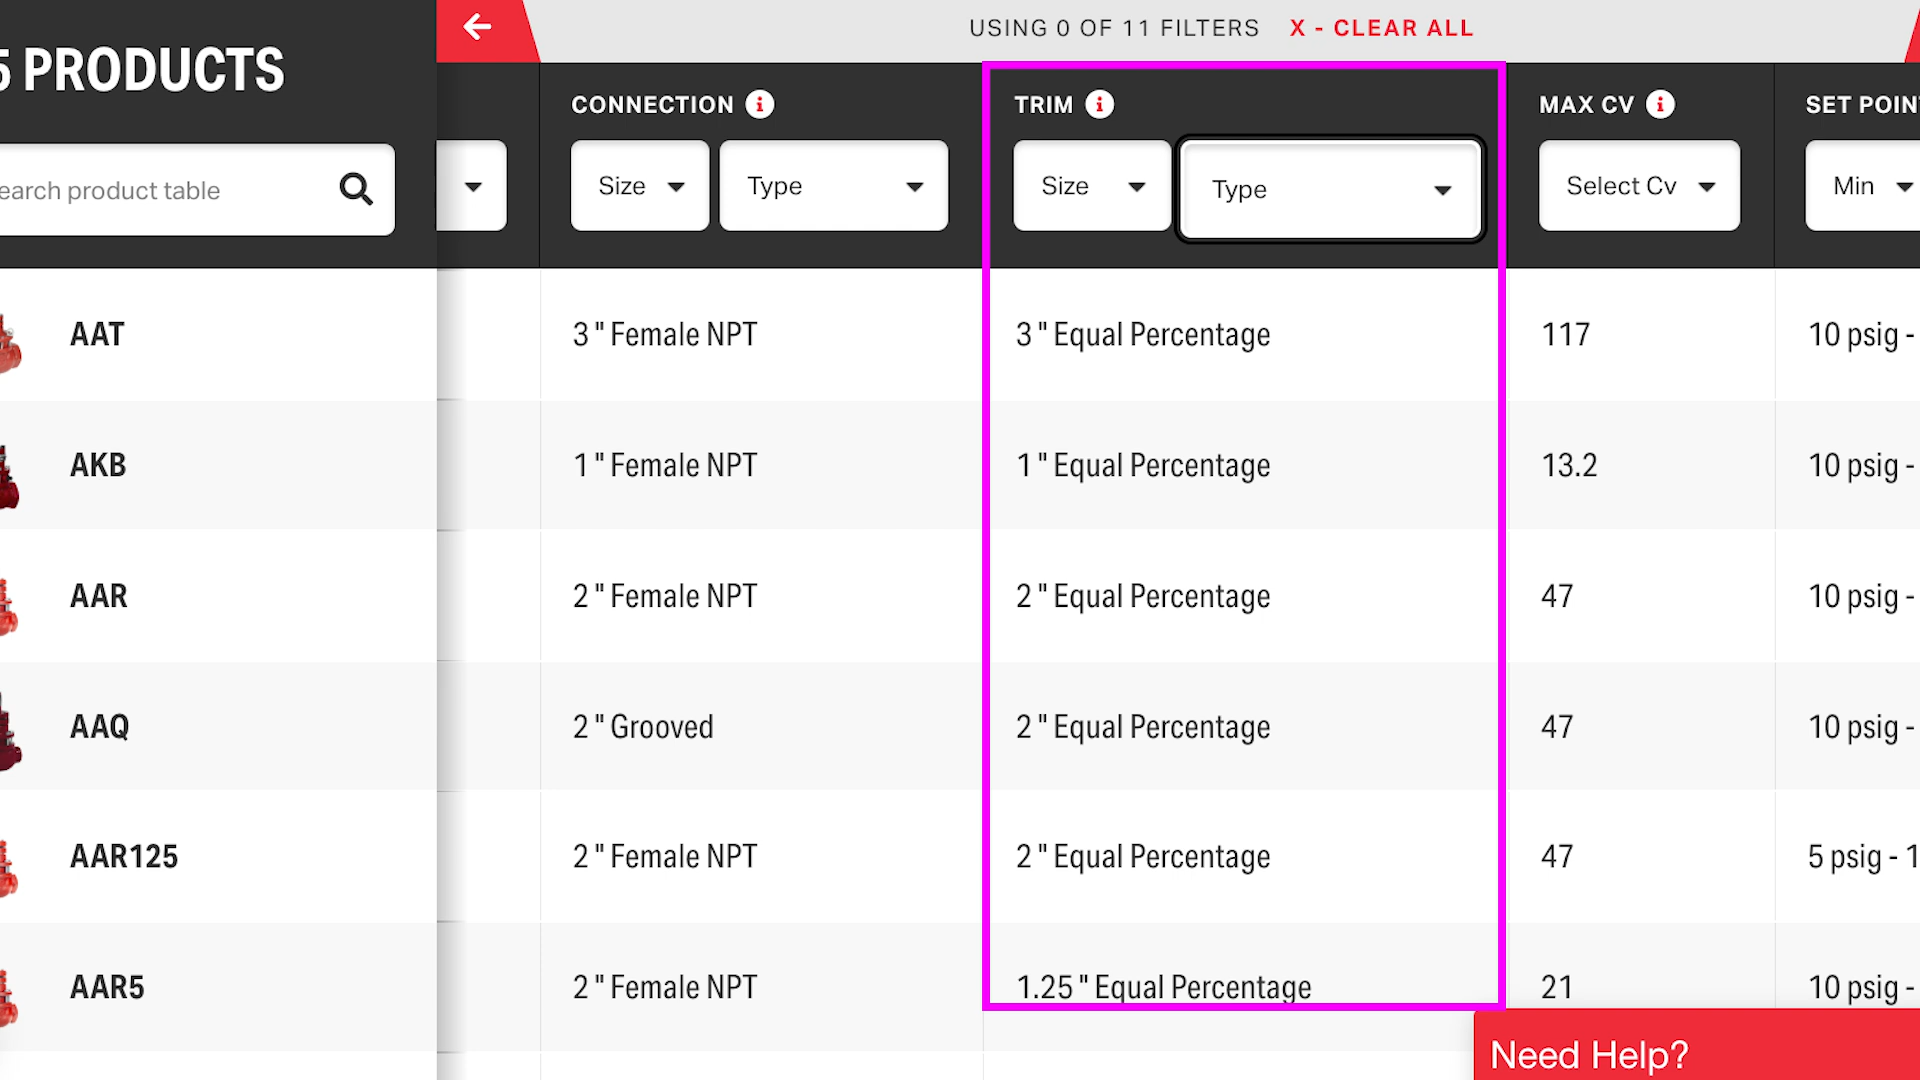 USING 0 OF 11 FILTERS X - CLEAR ALL
5 PRODUCTS
CONNECTION TRIM MAX CV SET POIN
earch product table Size Type Size Type Select Cv Min
AAT 3 " Female NPT 3 " Equal Percentage 117 10 psig -
AKB 1 " Female NPT 1 " Equal Percentage 13.2 10 psig -
AAR 2 " Female NPT 2 " Equal Percentage 47 10 psig -
AAQ 2 " Grooved 2 " Equal Percentage 47 10 psig -
AAR125 2 " Female NPT 2 " Equal Percentage 47 5 psig - 1
AAR5 2 " Female NPT 1.25 " Equal Percentage 21 10 psig -
Need Help?